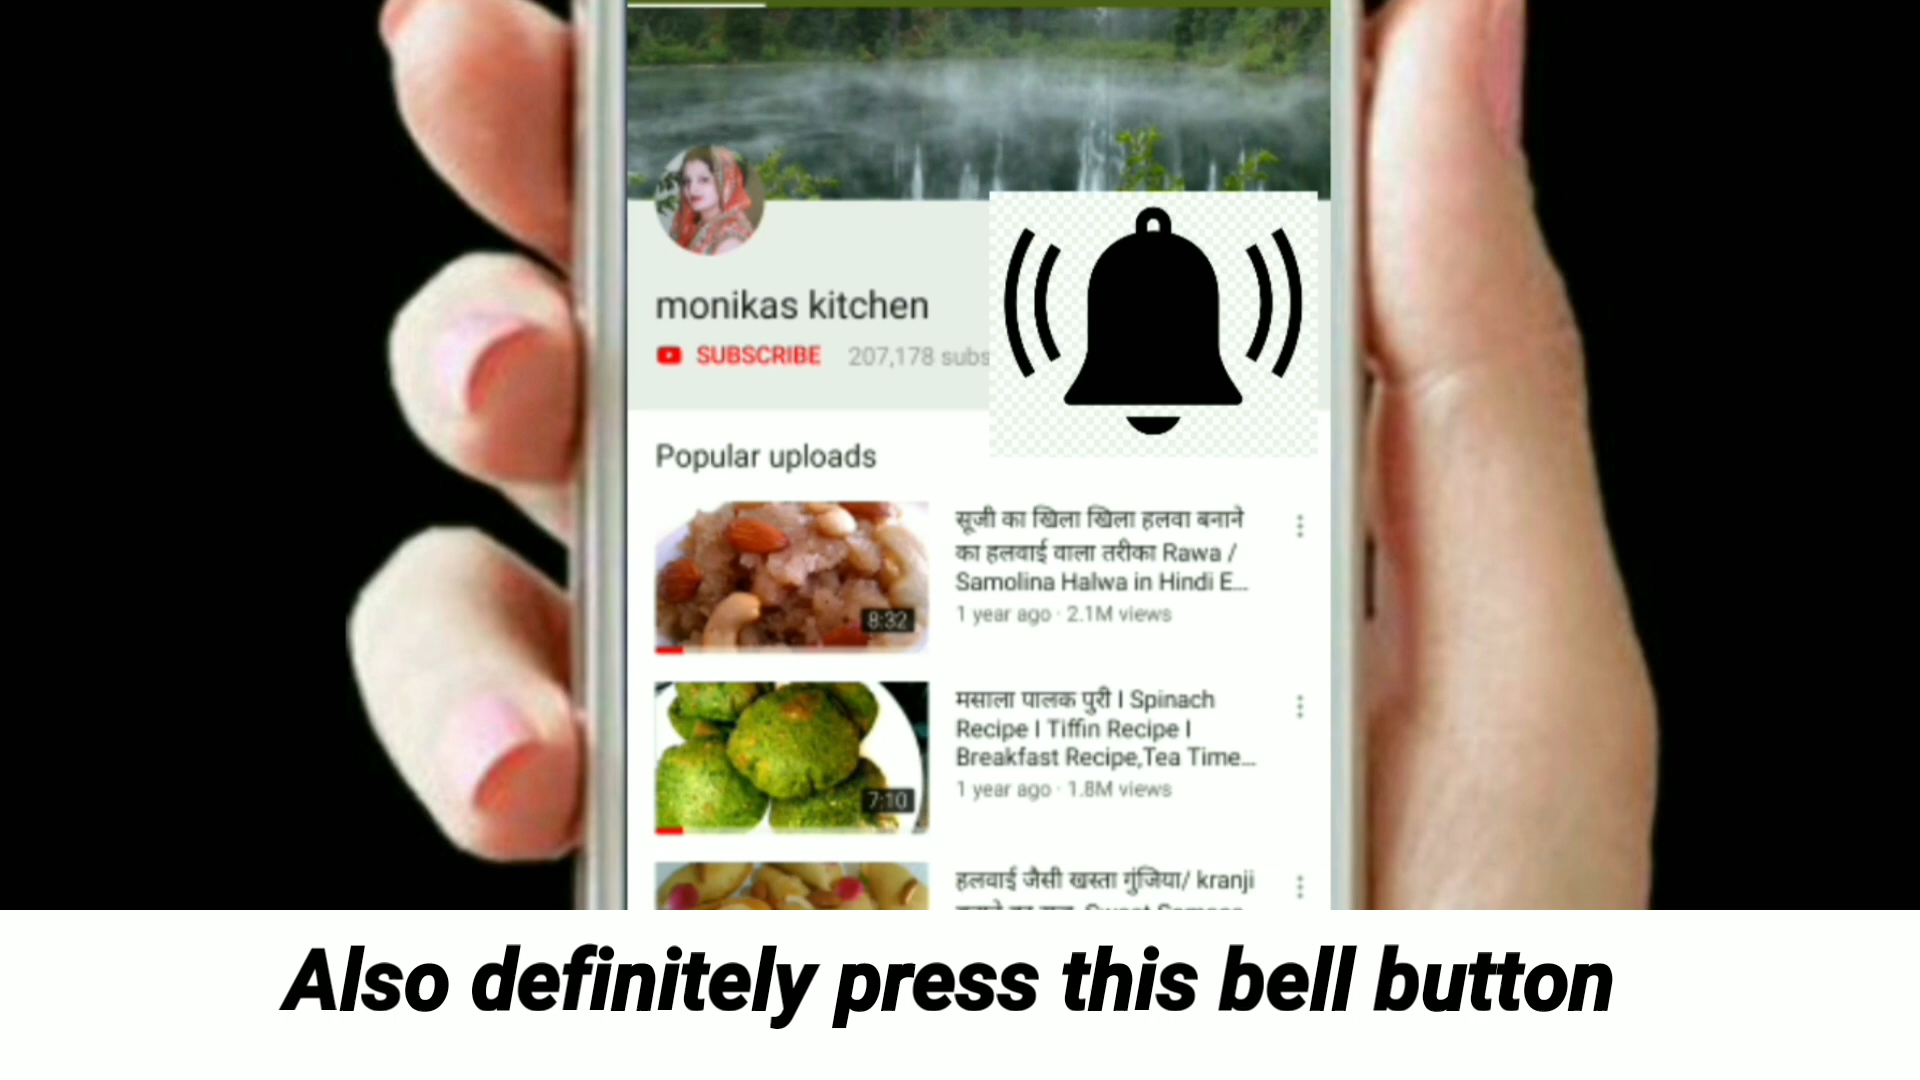 monikas kitchen
SUBSCRIBE 207,178 subs
Popular uploads
सूजी का खिला खिला हलवा बनाने
का हलवाई वाला तरीका Rawa /
Samolina Halwa in Hindi E...
1 year ago · 2.1M views
8:32
मसाला पालक पुरी I Spinach
Recipe I Tiffin Recipe I
Breakfast Recipe,Tea Time...
1 year ago · 1.8M views
7:10
हलवाई जैसी खस्ता गुंजिया/ kranji
Also definitely press this bell button